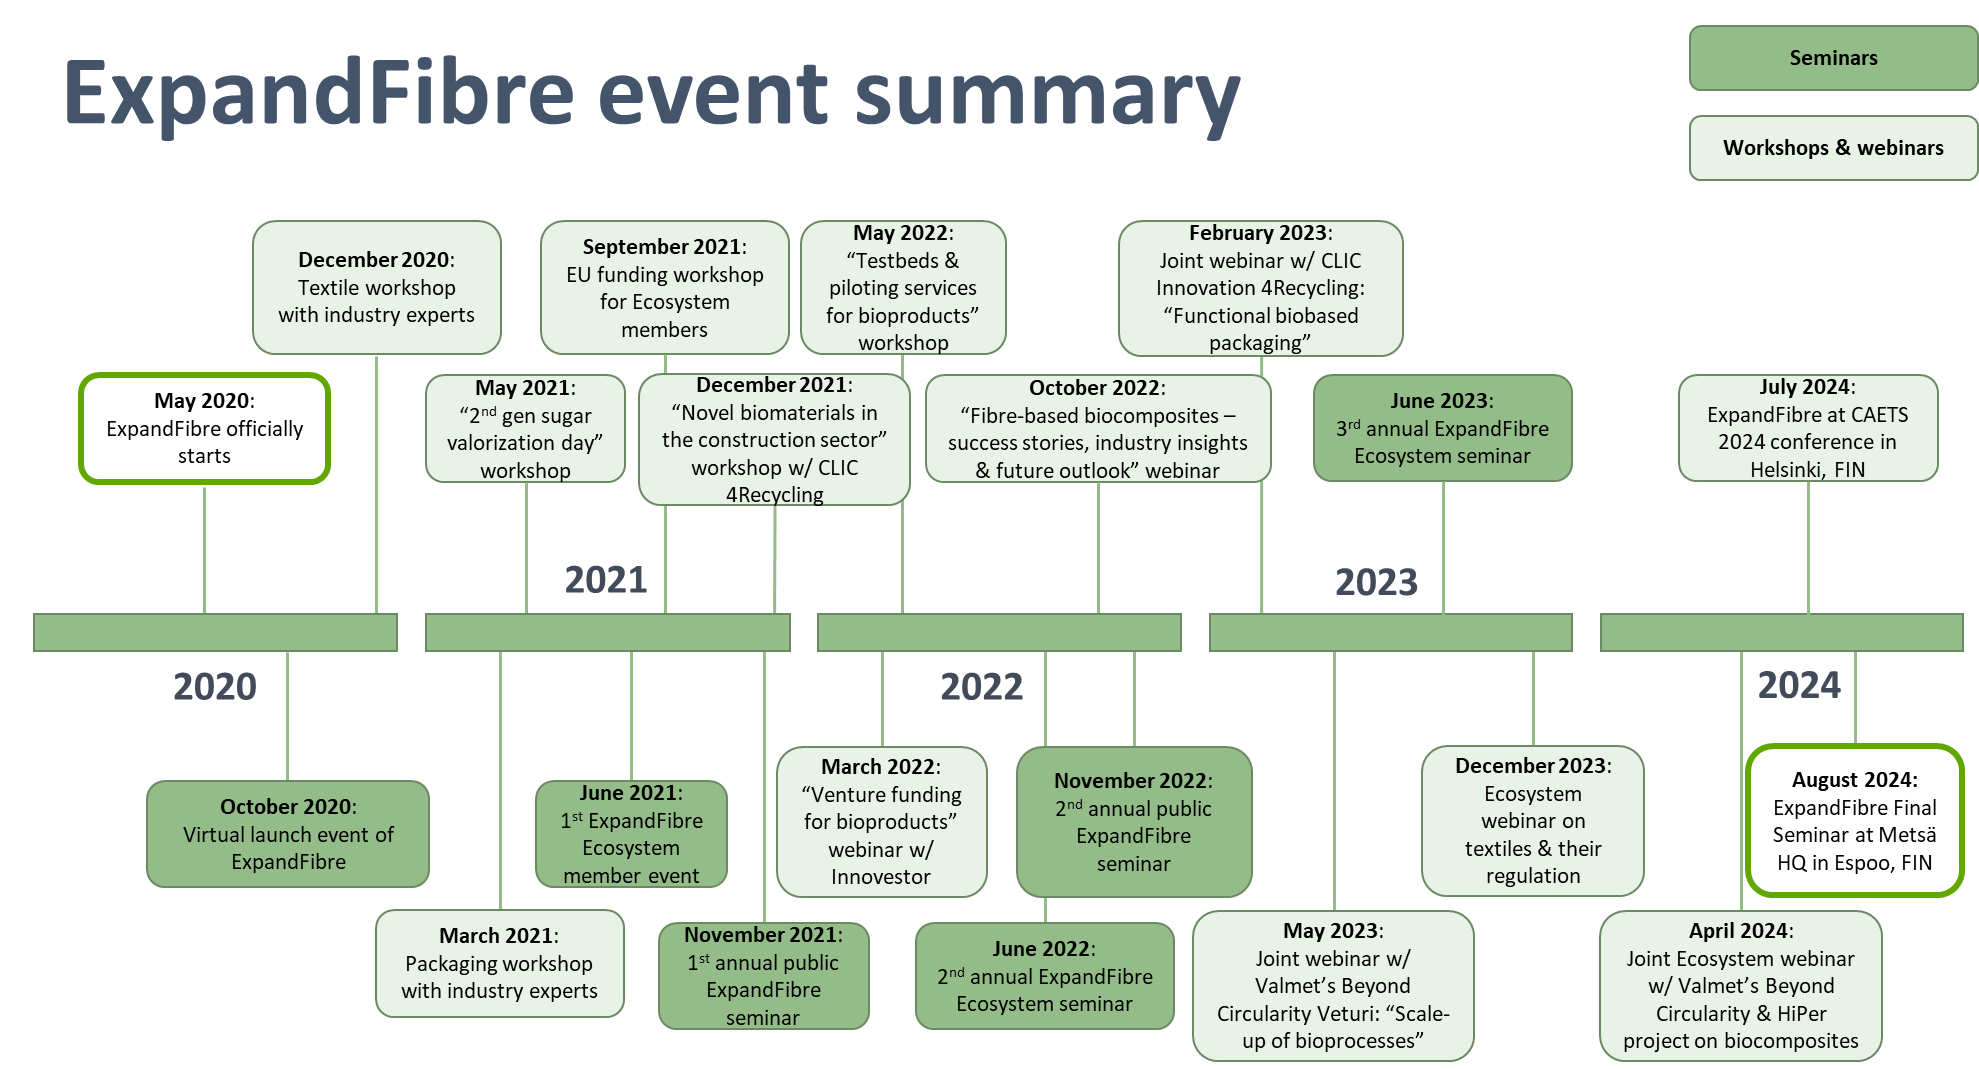 ExpandFibre event summary
Seminars
Workshops & webinars
December 2020:
Textile workshop
with industry experts
September 2021:
EU funding workshop
for Ecosystem
members
May 2022:
“Testbeds &
piloting services
for bioproducts”
workshop
February 2023:
Joint webinar w/ CLIC
Innovation 4Recycling:
“Functional biobased
packaging”
May 2020:
ExpandFibre officially
starts
May 2021:
“2nd gen sugar
valorization day”
workshop
December 2021:
“Novel biomaterials in
the construction sector”
workshop w/ CLIC
4Recycling
October 2022:
“Fibre-based biocomposites –
success stories, industry insights
& future outlook” webinar
June 2023:
3rd annual ExpandFibre
Ecosystem seminar
July 2024:
ExpandFibre at CAETS
2024 conference in
Helsinki, FIN
2021
2023
2020
2022
2024
October 2020:
Virtual launch event of
ExpandFibre
June 2021:
1st ExpandFibre
Ecosystem
member event
March 2022:
“Venture funding
for bioproducts”
webinar w/
Innovestor
November 2022:
2nd annual public
ExpandFibre
seminar
December 2023:
Ecosystem
webinar on
textiles & their
regulation
August 2024:
ExpandFibre Final
Seminar at Metsä
HQ in Espoo, FIN
March 2021:
Packaging workshop
with industry experts
November 2021:
1st annual public
ExpandFibre
seminar
June 2022:
2nd annual ExpandFibre
Ecosystem seminar
May 2023:
Joint webinar w/
Valmet’s Beyond
Circularity Veturi: “Scale-
up of bioprocesses”
April 2024:
Joint Ecosystem webinar
w/ Valmet’s Beyond
Circularity & HiPer
project on biocomposites